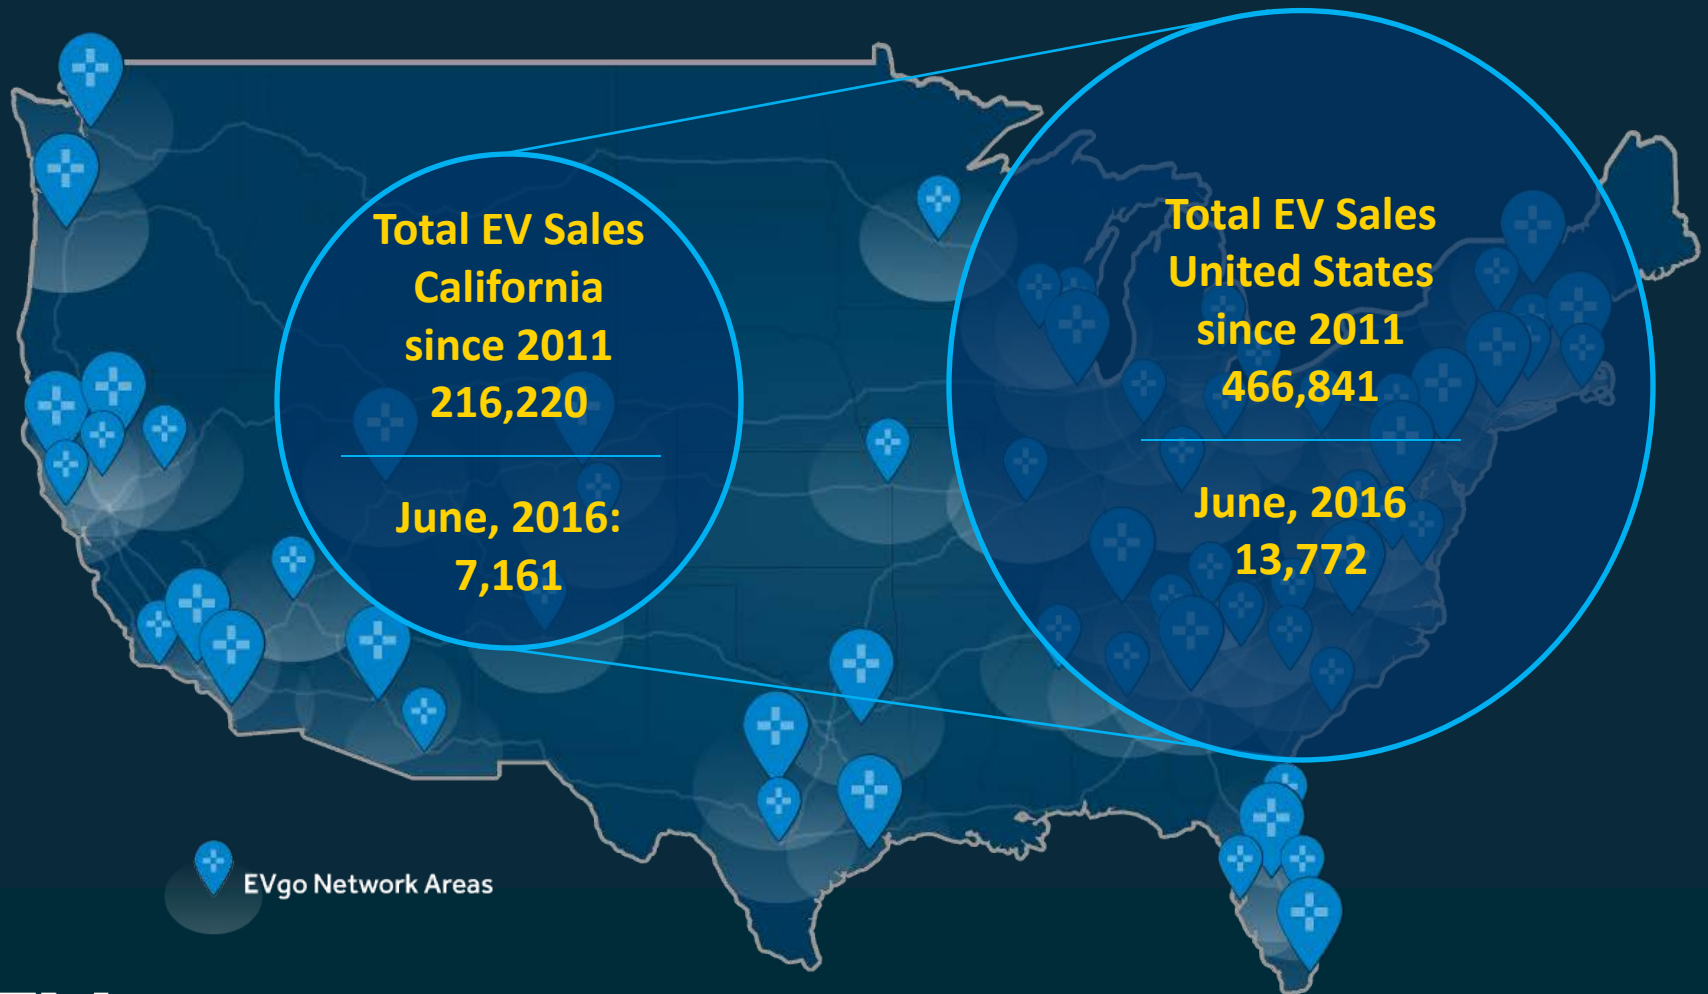 Total EV Sales
California
since 2011
216,220
June, 2016:
7,161
Total EV Sales
United States
since 2011
466,841
June, 2016
13,772
EVgo Network Areas